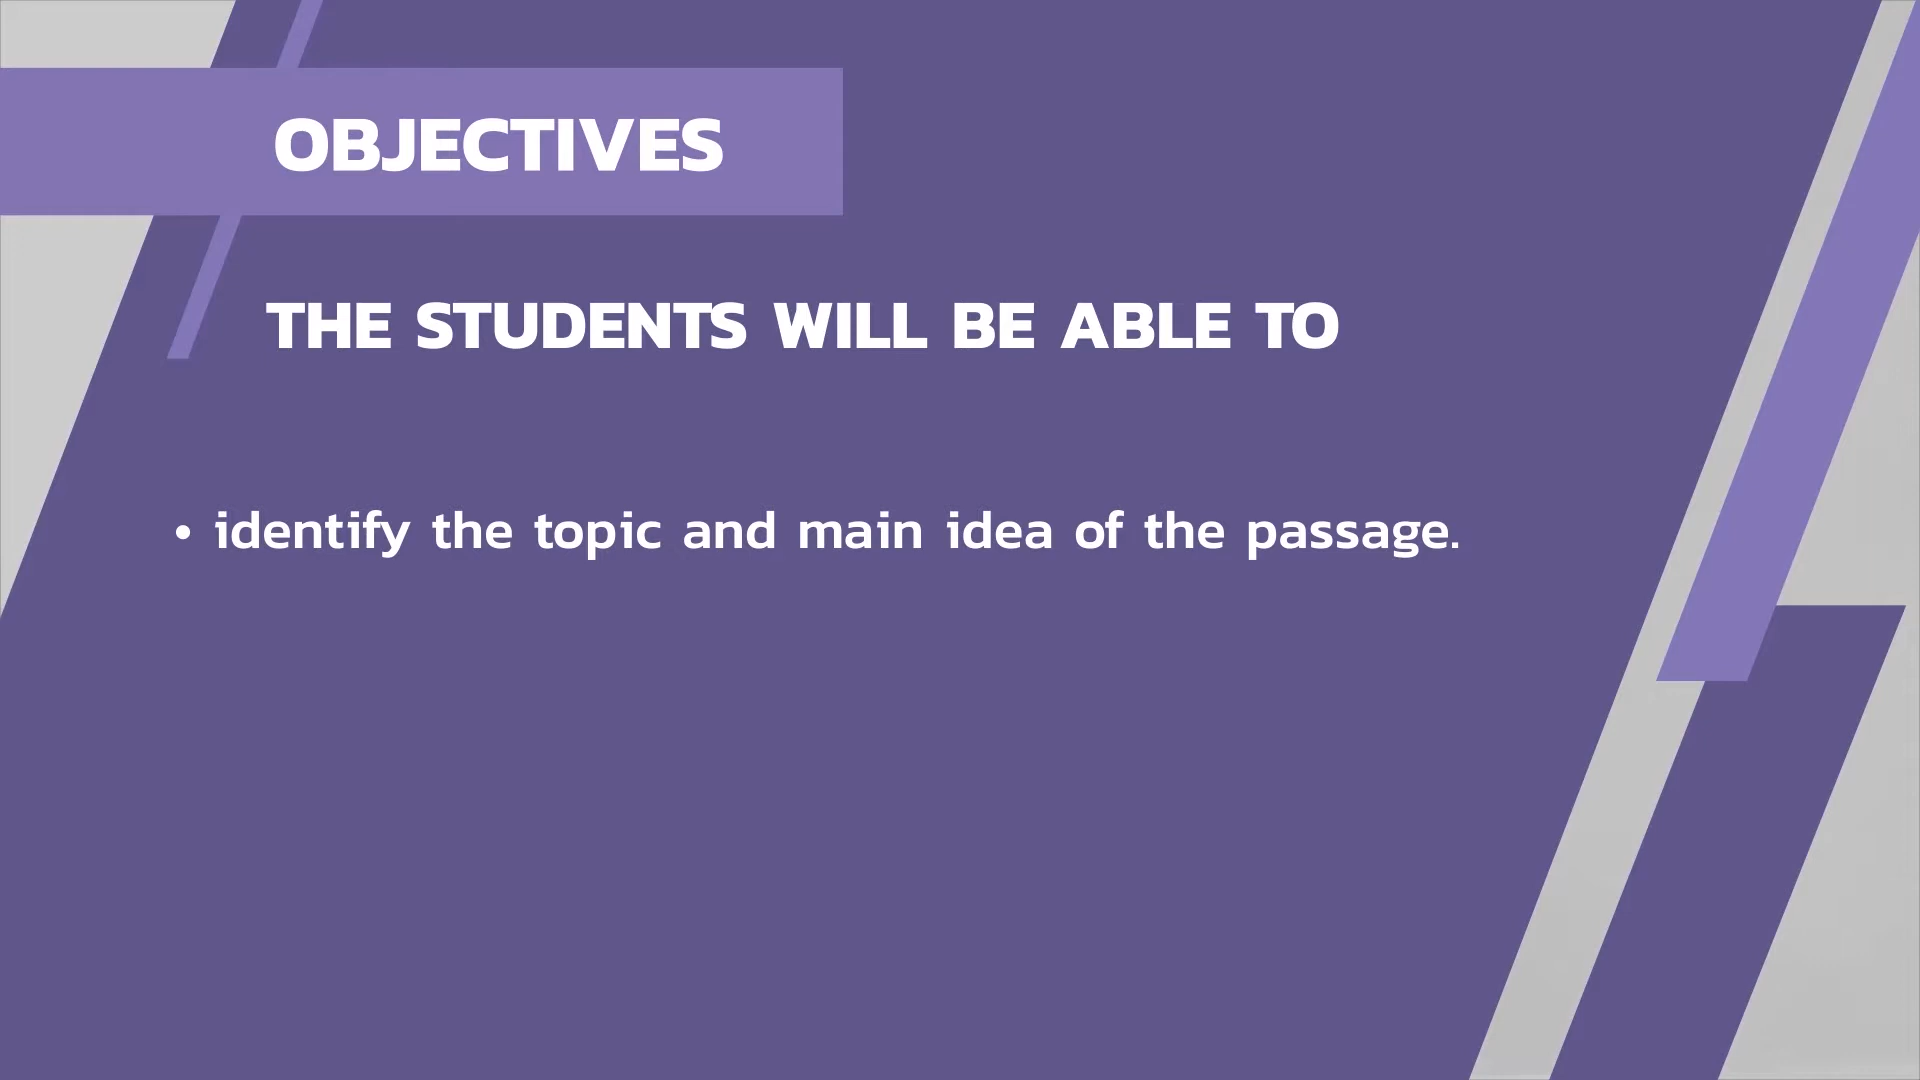 OBJECTIVES
THE STUDENTS WILL BE ABLE TO
• identify the topic and main idea of the passage.